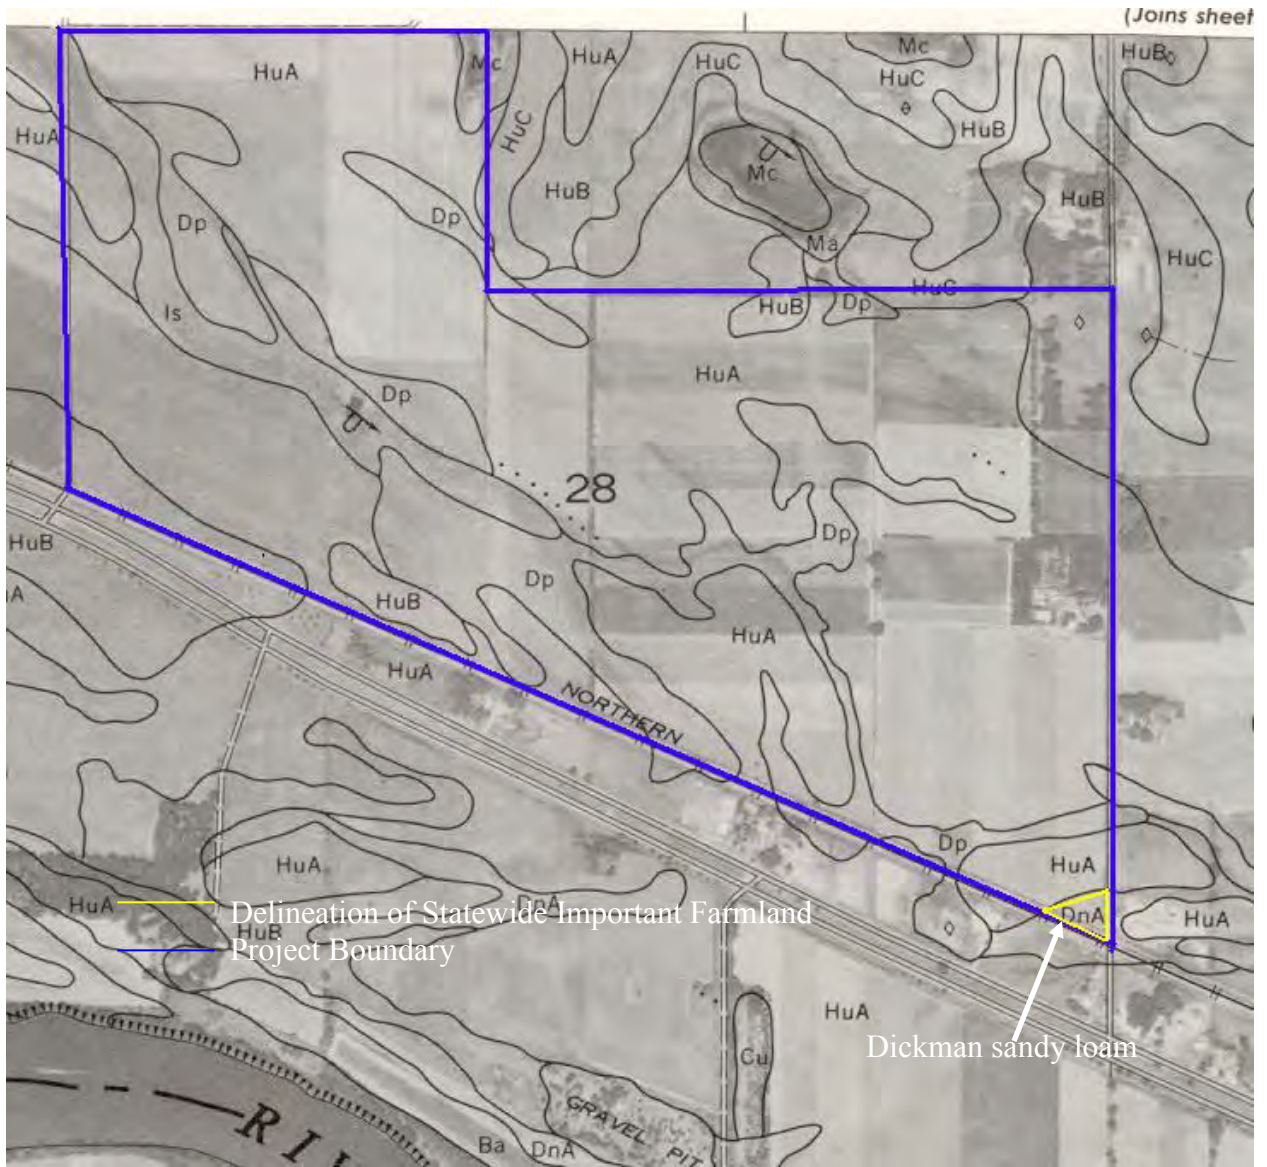 (Joins sheet
HuA
Mc
HuA
HuC
Mc
HuC
HuB
HuA
HuC
HuB
Mc
HuB
HuB
Dp
Dp
Ma
HuC
Is
HuB
Dp
HuC
HuA
Dp
28
Dp
HuB
Dp
HuB
HuA
HuA
NORTHERN
Dp
HuA
HuA
HuA
DnA
DnA
HuA
Delineation of Statewide Important Farmland
HuB
Project Boundary
HuA
Dickman sandy loam
Cu
GRAVEL PIT
Ba
DnA